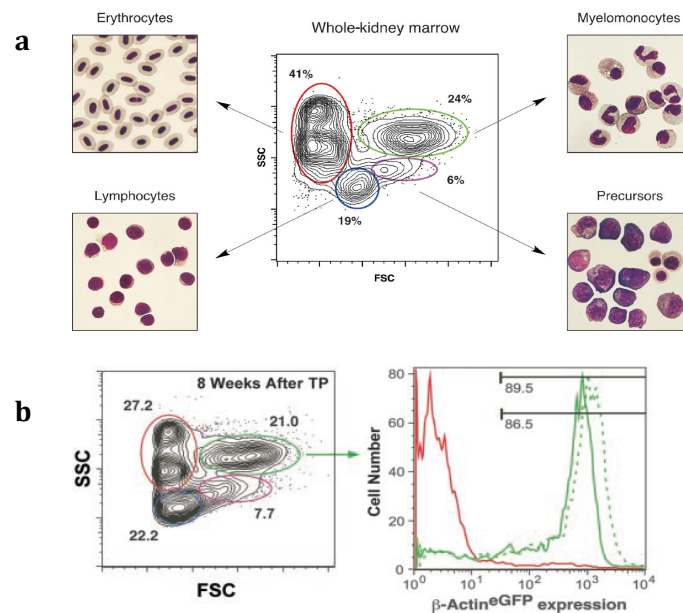 a
Erythrocytes
Whole-kidney marrow
Myelomonocytes
41%
24%
SSC
6%
19%
FSC
Lymphocytes
Precursors
b
8 Weeks After TP
27.2
21.0
SSC
22.2
7.7
FSC
80
60
40
20
0
Cell Number
89.5
86.5
10⁰ 10¹ 10² 10³ 10⁴
β-ActineGFP expression